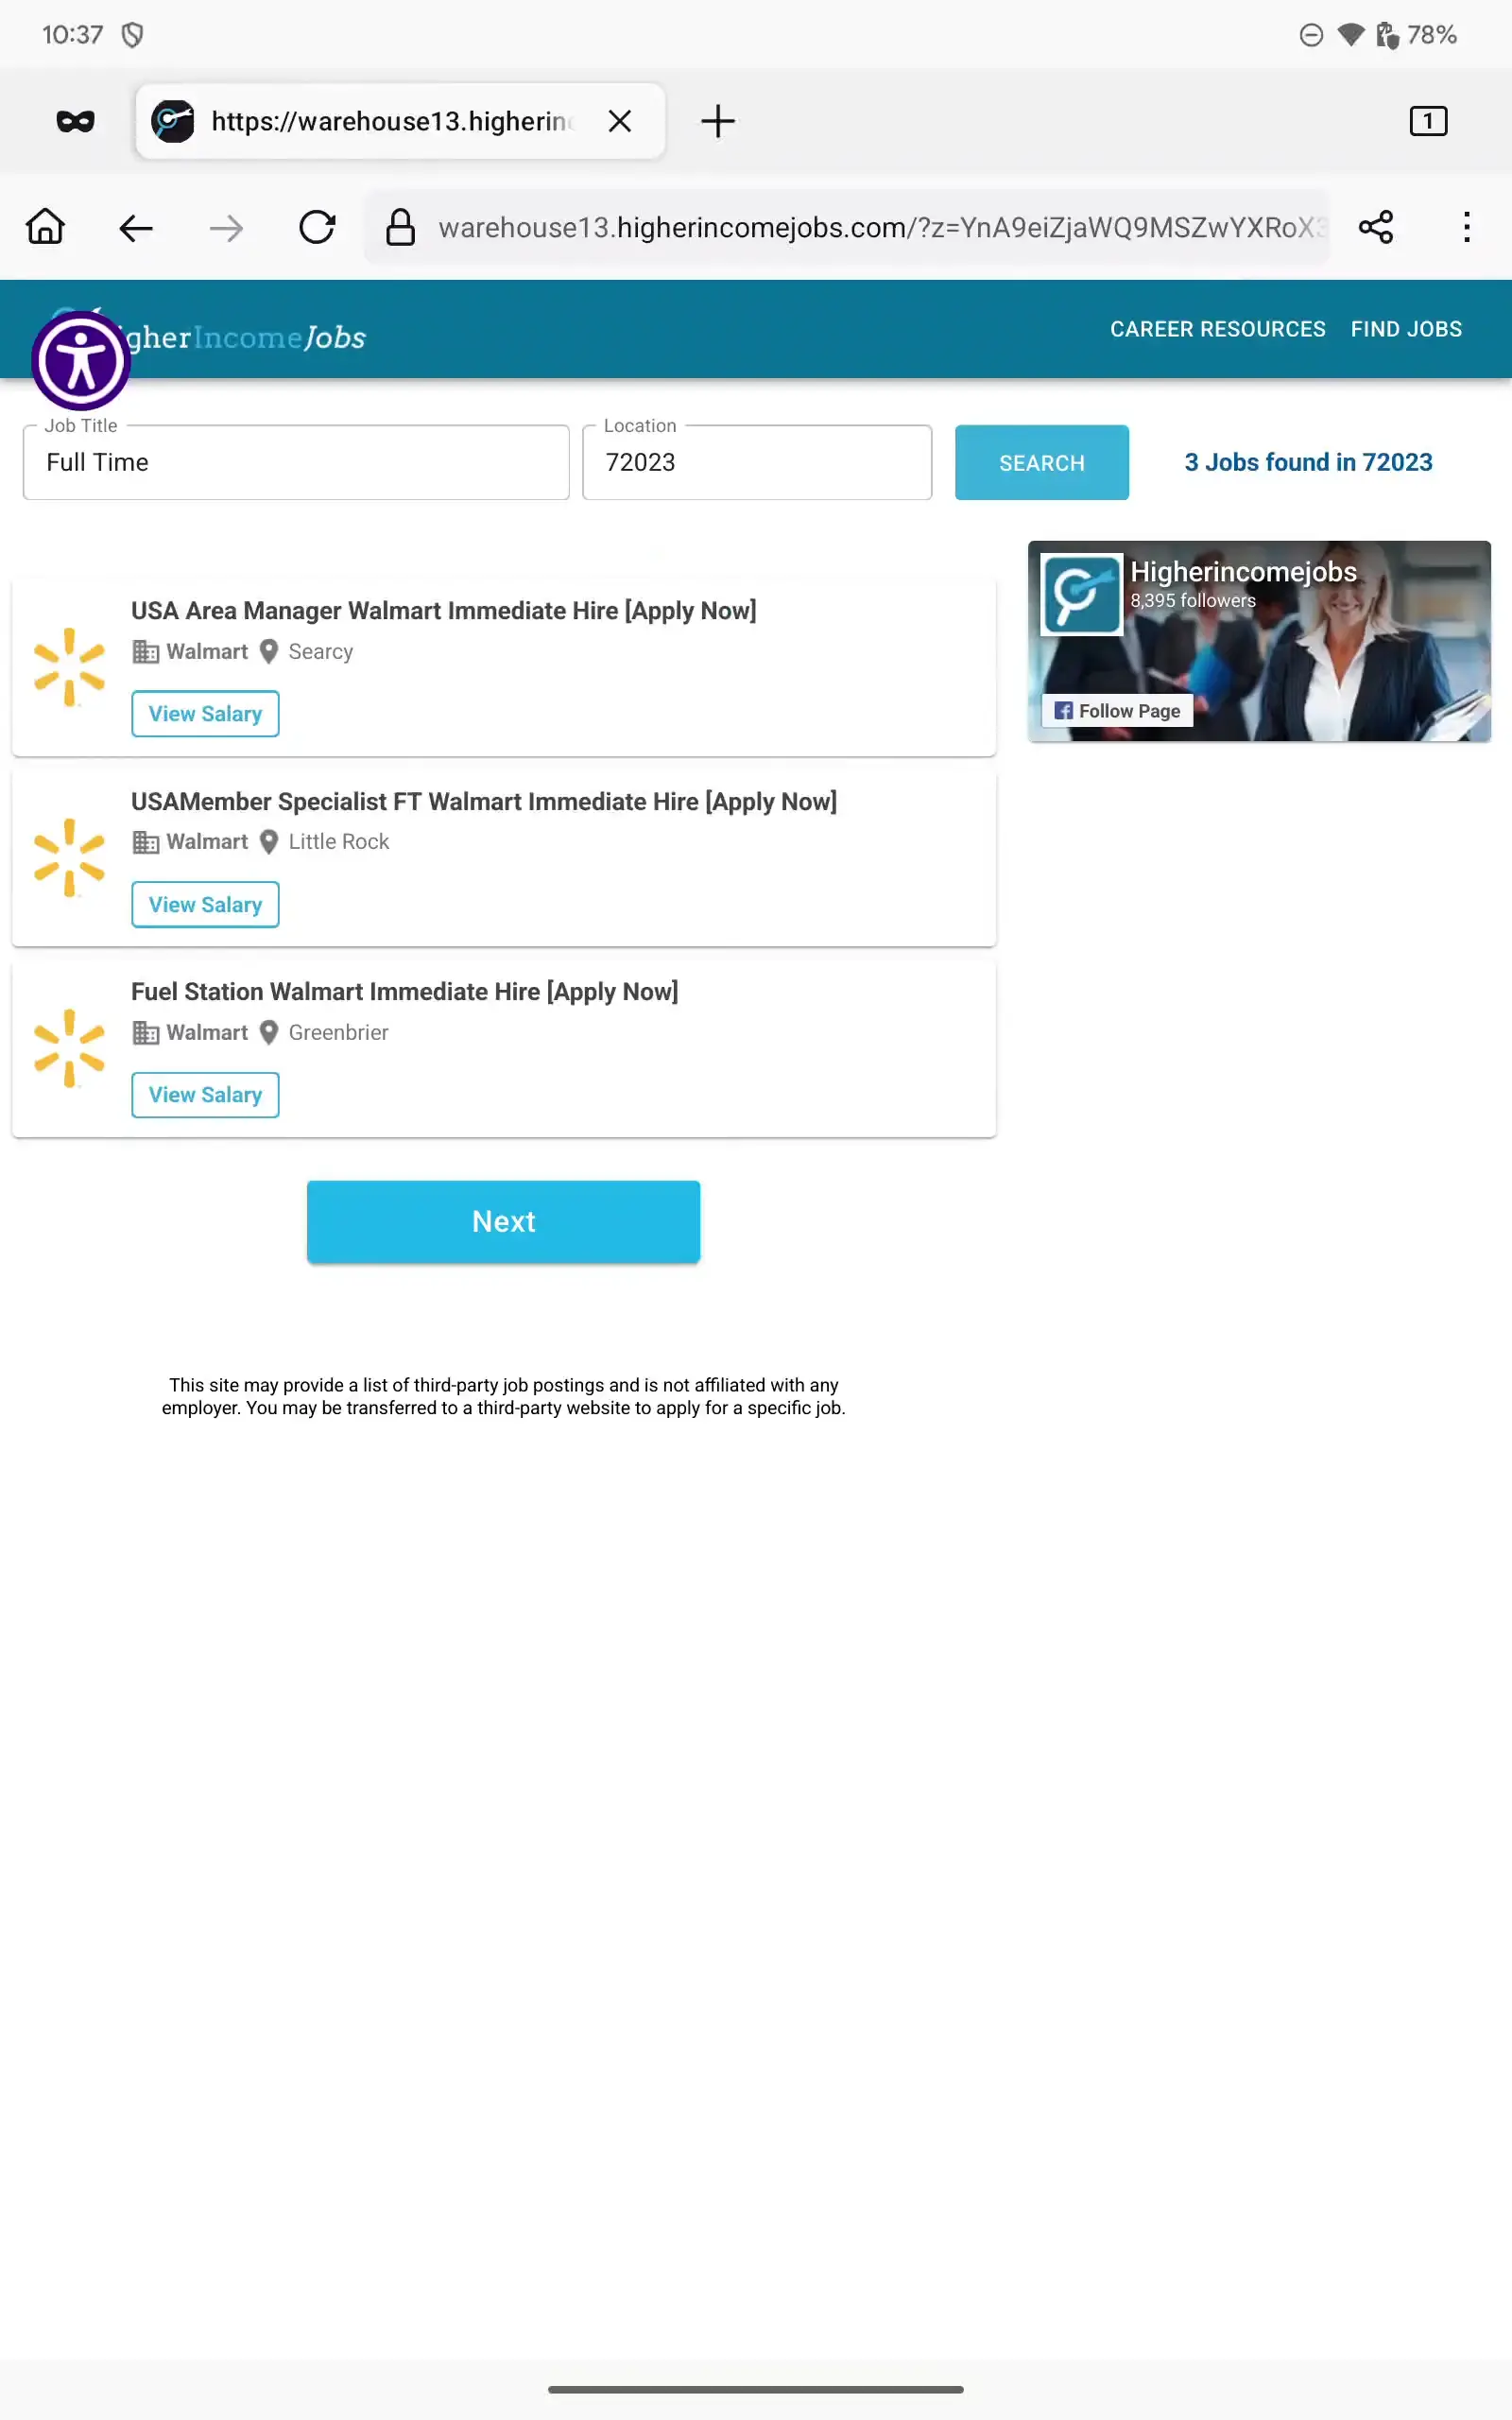 10:37
78%
https://warehouse13.higherin
1
warehouse13.higherincomejobs.com/?z=YnA9eiZjaWQ9MSZwYXRoX3
gherIncomeJobs
CAREER RESOURCES FIND JOBS
Job Title
Full Time
Location
72023
SEARCH
3 Jobs found in 72023
USA Area Manager Walmart Immediate Hire [Apply Now]
Walmart Searcy
View Salary
Higherincomejobs
8,395 followers
Follow Page
USAMember Specialist FT Walmart Immediate Hire [Apply Now]
Walmart Little Rock
View Salary
Fuel Station Walmart Immediate Hire [Apply Now]
Walmart Greenbrier
View Salary
Next
This site may provide a list of third-party job postings and is not affiliated with any
employer. You may be transferred to a third-party website to apply for a specific job.